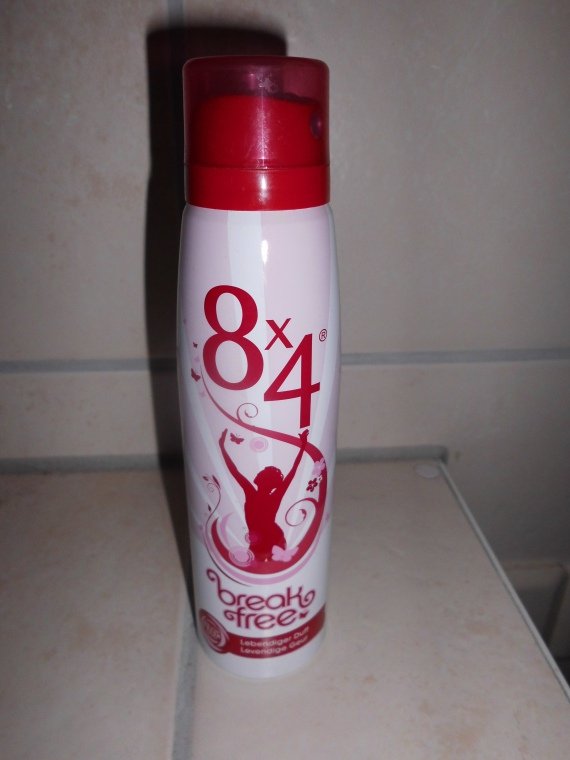 8x4®
break
free
Lebendiger Duft
Levendige Geur